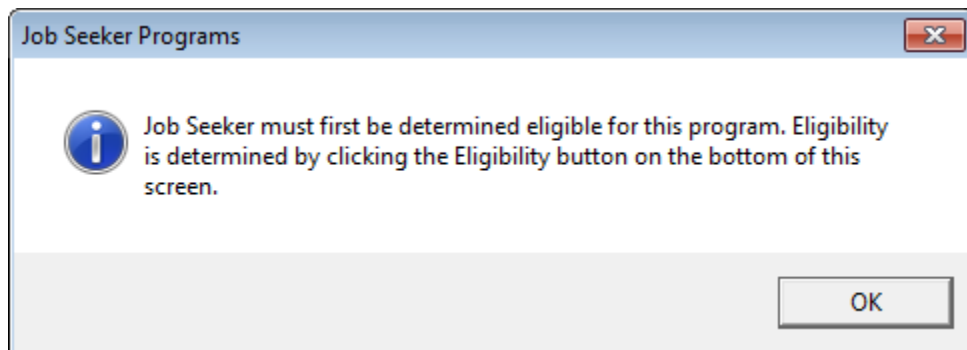 Job Seeker Programs
Job Seeker must first be determined eligible for this program. Eligibility
is determined by clicking the Eligibility button on the bottom of this
screen.
OK